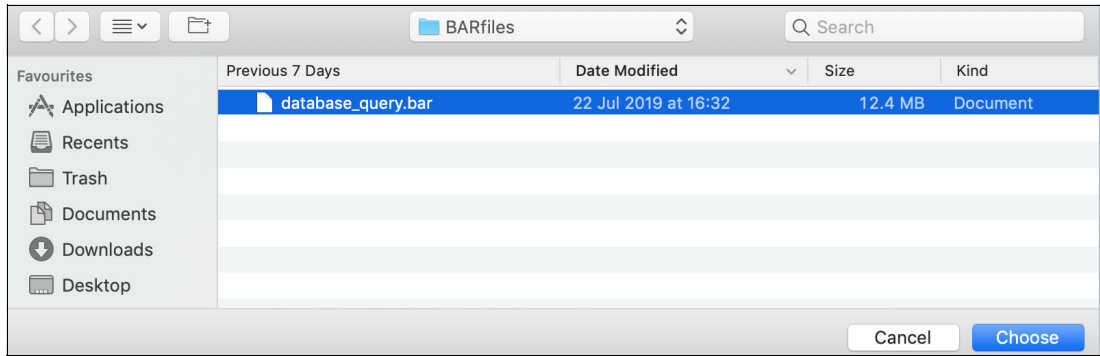 BARfiles
Search
Favourites
Previous 7 Days Date Modified Size Kind
Applications
database_query.bar 22 Jul 2019 at 16:32 12.4 MB Document
Recents
Trash
Documents
Downloads
Desktop
Cancel Choose